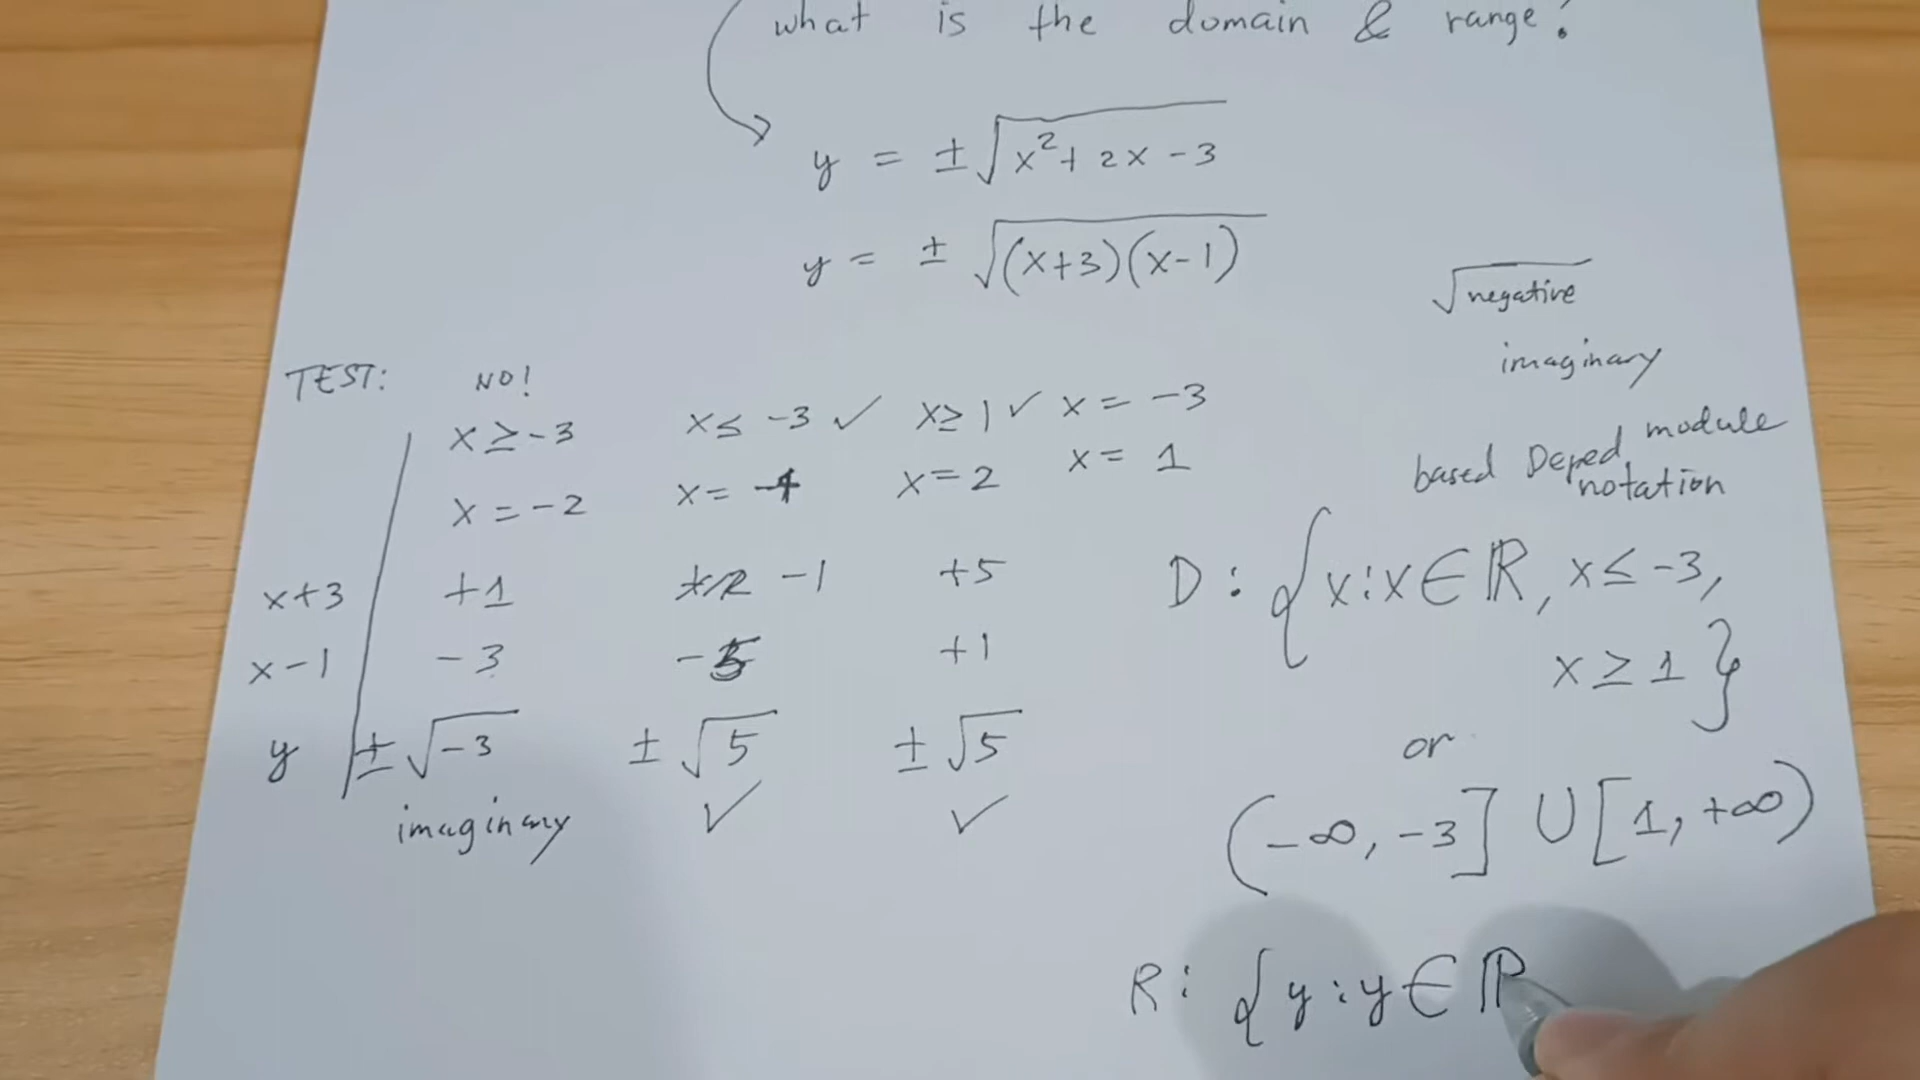 what is the domain & range?
y = ±√(x²+2x-3)
y = ± √((x+3)(x-1))
√negative
imaginary
TEST: NO!
x ≥ -3 x ≤ -3 ✓ x ≥ 1 ✓ x = -3
x = -2 x = -4 x = 2 x = 1
based Deped module
notation
x+3 +1 -1 +5
x-1 -3 -5 +1
y ±√-3 ±√5 ±√5
imaginary ✓ ✓
D : {x:x∈ℝ, x ≤ -3,
x ≥ 1}
or
(-∞, -3] ∪ [1, +∞)
R: {y:y∈ℝ